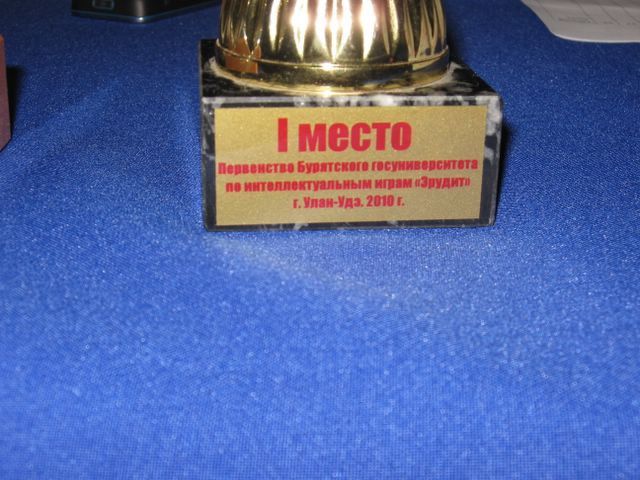 I место
Первенство Бурятского госуниверситета
по интеллектуальным играм «Эрудит»
г. Улан-Удэ. 2010 г.